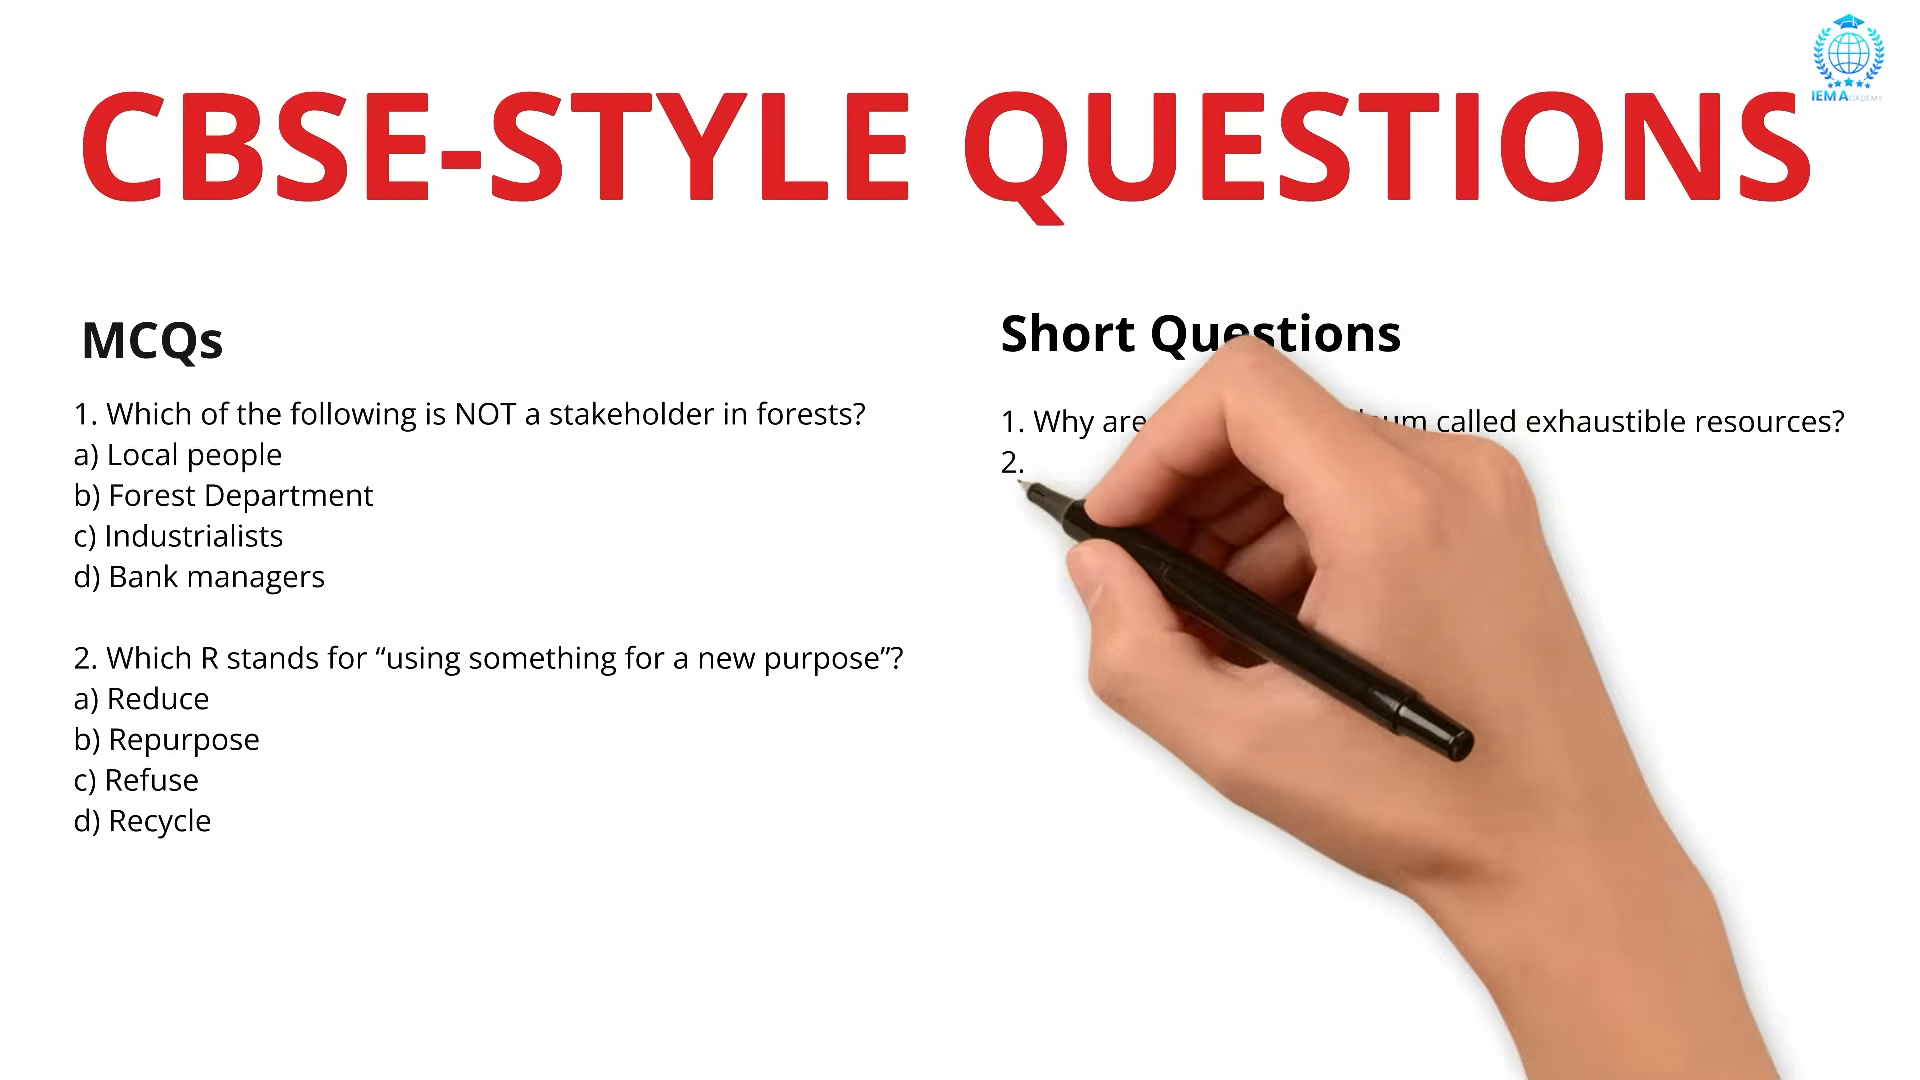 IEM ACADEMY
CBSE-STYLE QUESTIONS
MCQs
1. Which of the following is NOT a stakeholder in forests?
a) Local people
b) Forest Department
c) Industrialists
d) Bank managers
2. Which R stands for “using something for a new purpose”?
a) Reduce
b) Repurpose
c) Refuse
d) Recycle
Short Questions
1. Why are called exhaustible resources?
2.